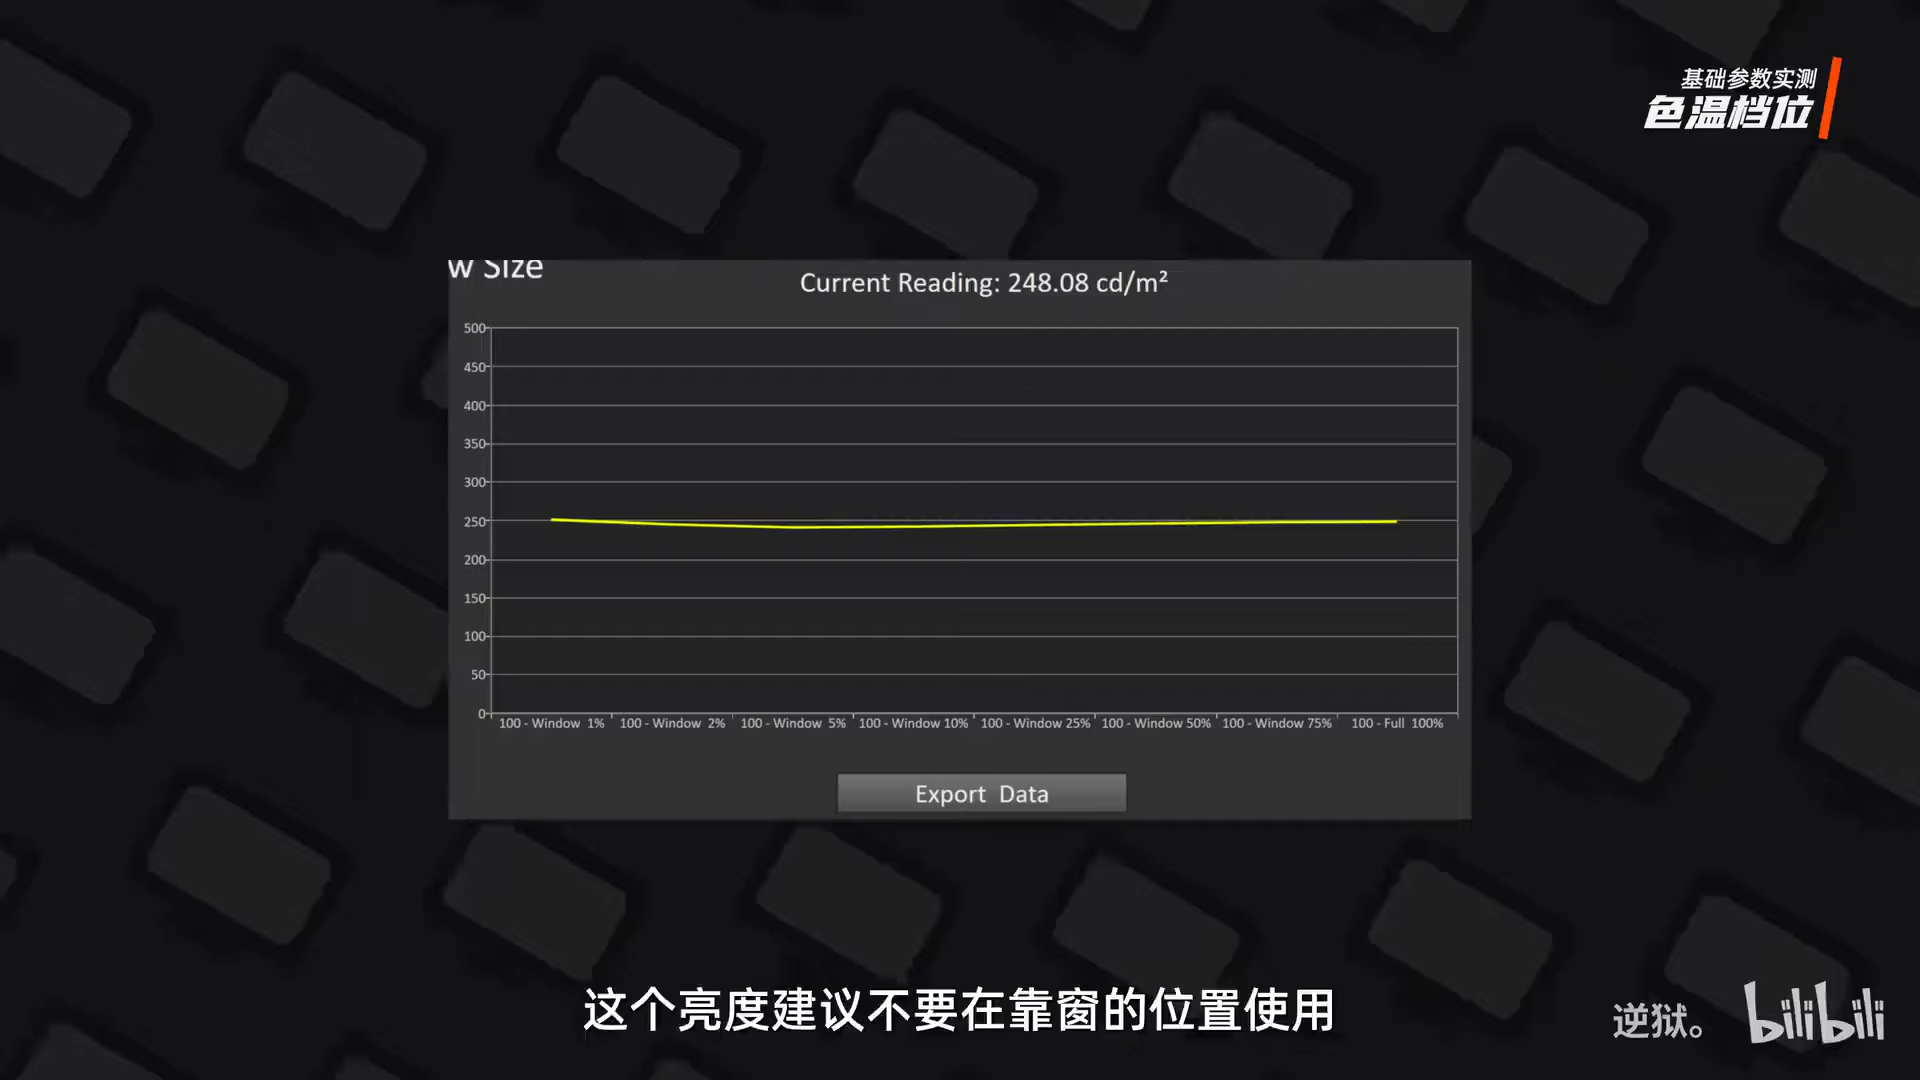 基础参数实测
色温档位
w Size
Current Reading: 248.08 cd/m²
500
450
400
350
300
250
200
150
100
50
0
100 - Window 1% 100 - Window 2% 100 - Window 5% 100 - Window 10% 100 - Window 25% 100 - Window 50% 100 - Window 75% 100 - Full 100%
Export Data
这个亮度建议不要在靠窗的位置使用
逆狱。 bilibili